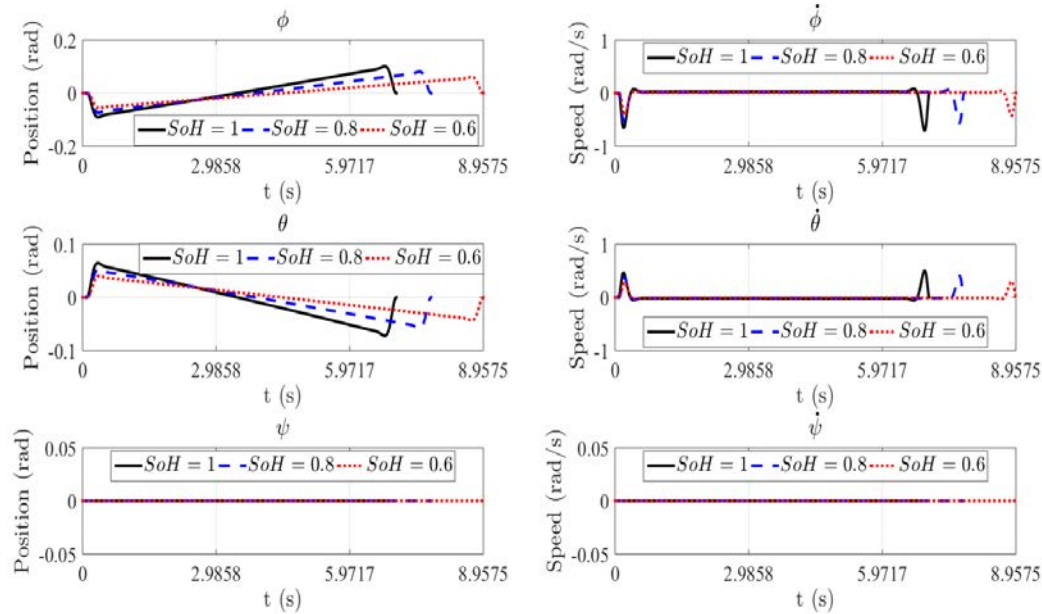 ϕ
0.2
0
-0.2
Position (rad)
SoH = 1 SoH = 0.8 SoH = 0.6
0 2.9858 5.9717 8.9575
t (s)
ϕ̇
1
0
-1
Speed (rad/s)
SoH = 1 SoH = 0.8 SoH = 0.6
0 2.9858 5.9717 8.9575
t (s)
θ
0.1
0
-0.1
Position (rad)
SoH = 1 SoH = 0.8 SoH = 0.6
0 2.9858 5.9717 8.9575
t (s)
θ̇
1
0
-1
Speed (rad/s)
SoH = 1 SoH = 0.8 SoH = 0.6
0 2.9858 5.9717 8.9575
t (s)
ψ
0.05
0
-0.05
Position (rad)
SoH = 1 SoH = 0.8 SoH = 0.6
0 2.9858 5.9717 8.9575
t (s)
ψ̇
0.05
0
-0.05
Speed (rad/s)
SoH = 1 SoH = 0.8 SoH = 0.6
0 2.9858 5.9717 8.9575
t (s)